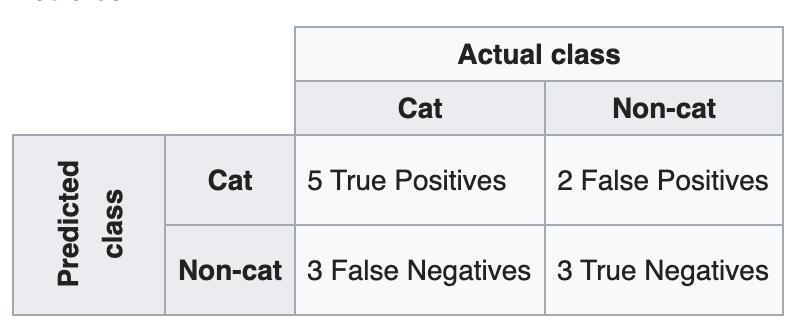 Actual class
Cat
Non-cat
Predicted
class
Cat
5 True Positives
2 False Positives
Non-cat
3 False Negatives
3 True Negatives